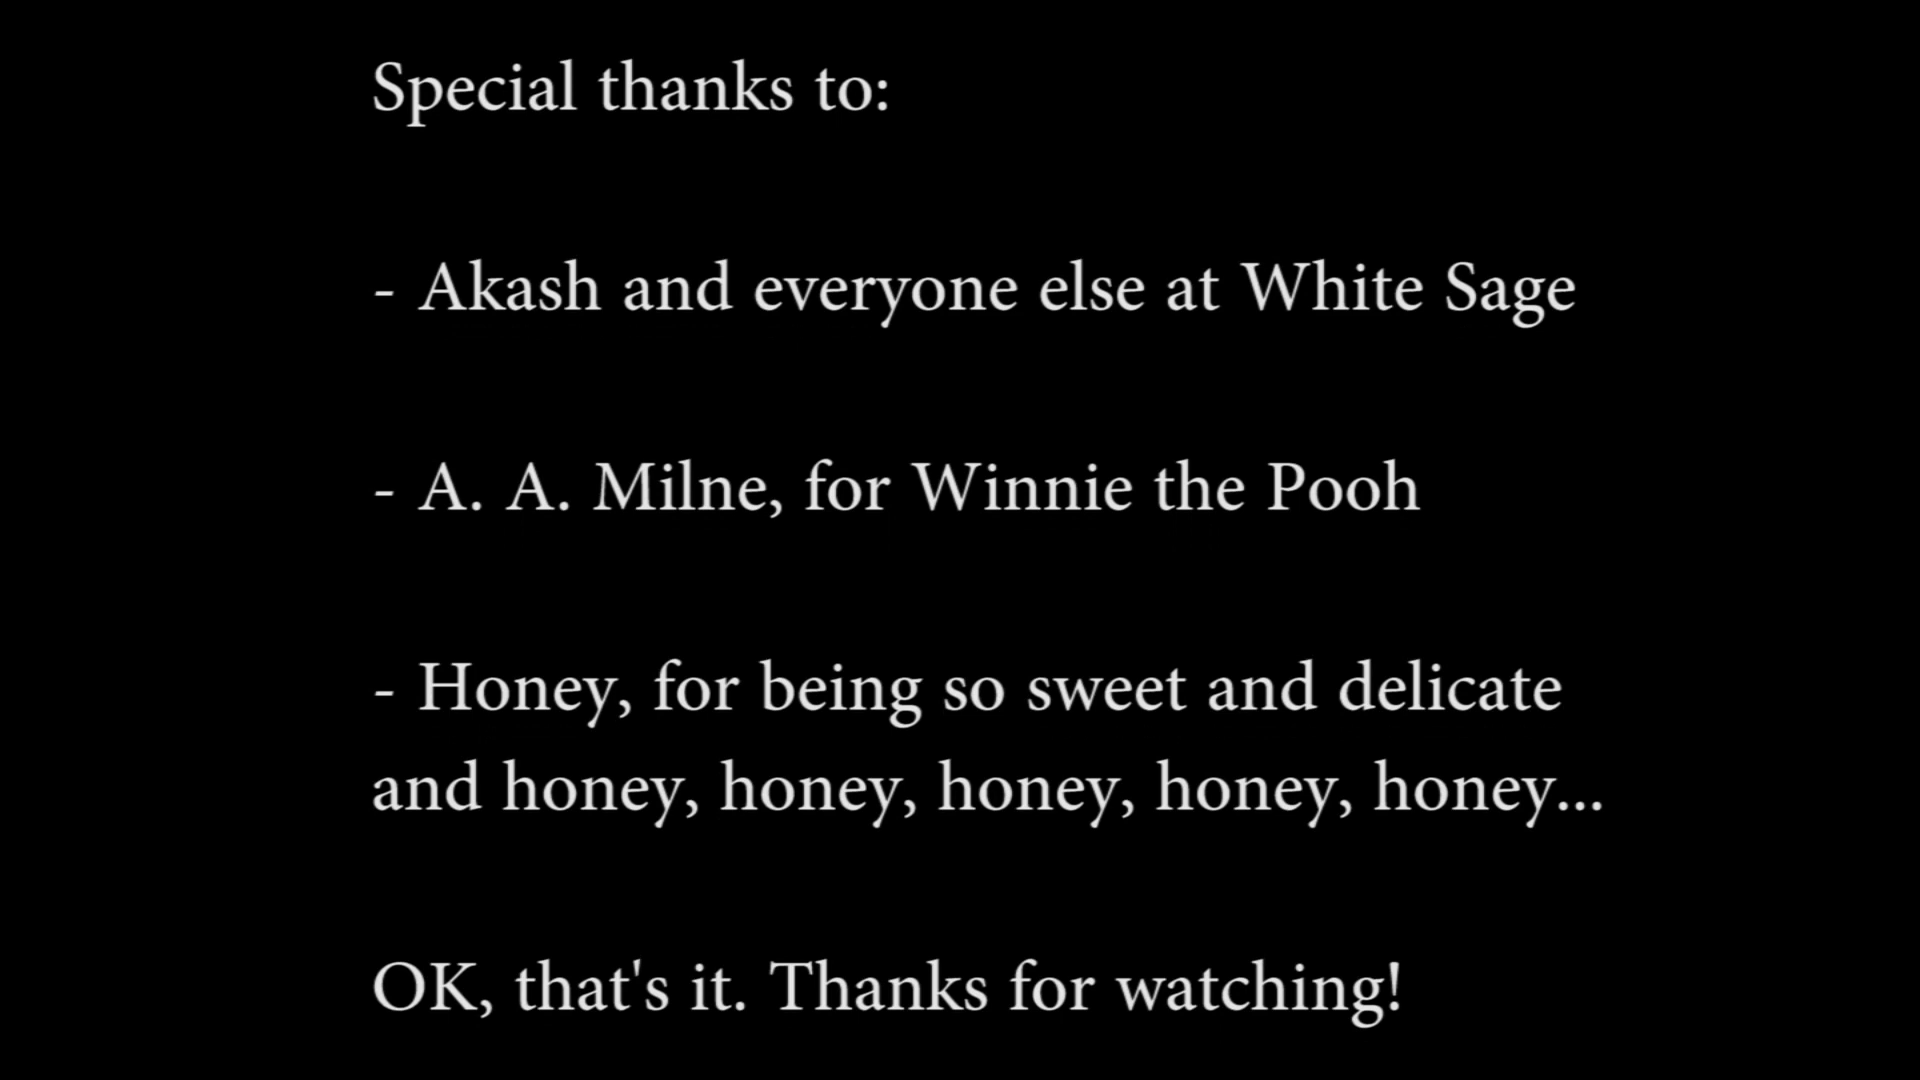 Special thanks to:
- Akash and everyone else at White Sage
- A. A. Milne, for Winnie the Pooh
- Honey, for being so sweet and delicate
and honey, honey, honey, honey, honey...
OK, that's it. Thanks for watching!